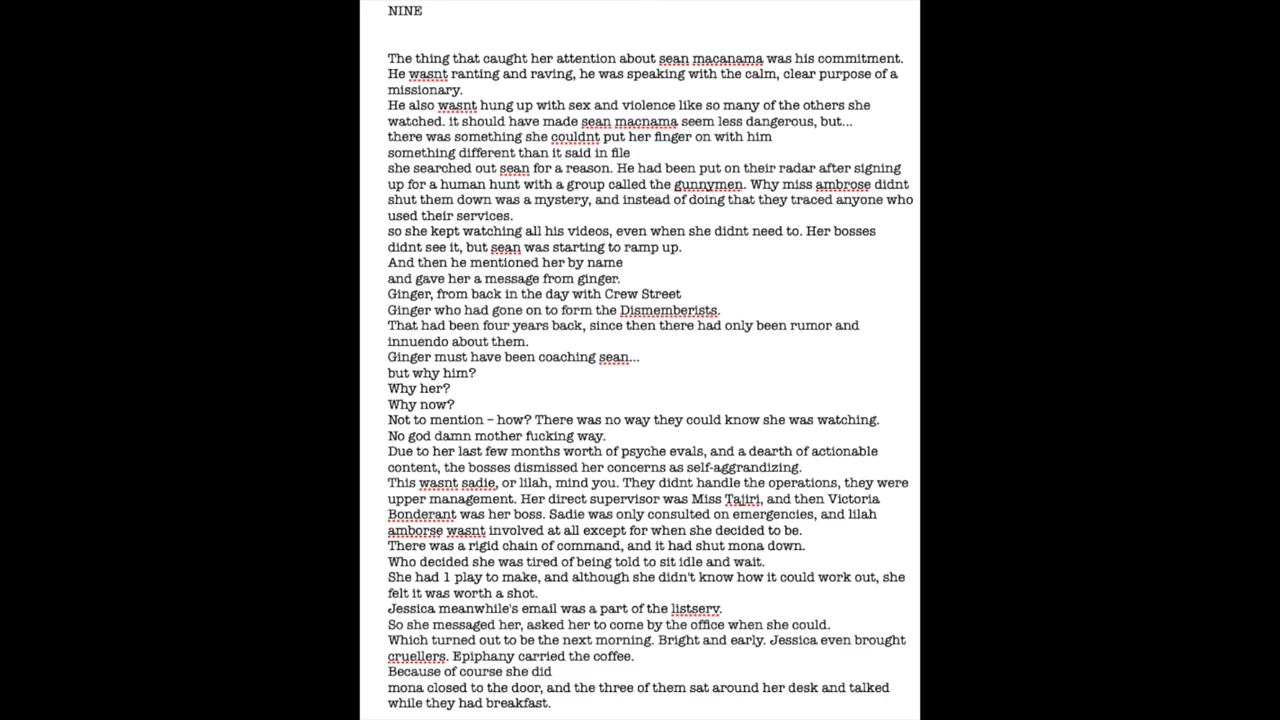 NINE
The thing that caught her attention about sean macanama was his commitment.
He wasnt ranting and raving, he was speaking with the calm, clear purpose of a
missionary.
He also wasnt hung up with sex and violence like so many of the others she
watched. it should have made sean macnama seem less dangerous, but...
there was something she couldnt put her finger on with him
something different than it said in file
she searched out sean for a reason. He had been put on their radar after signing
up for a human hunt with a group called the gunnymen. Why miss ambrose didnt
shut them down was a mystery, and instead of doing that they traced anyone who
used their services.
so she kept watching all his videos, even when she didnt need to. Her bosses
didnt see it, but sean was starting to ramp up.
And then he mentioned her by name
and gave her a message from ginger.
Ginger, from back in the day with Crew Street
Ginger who had gone on to form the Dismemberists.
That had been four years back, since then there had only been rumor and
innuendo about them.
Ginger must have been coaching sean...
but why him?
Why her?
Why now?
Not to mention – how? There was no way they could know she was watching.
No god damn mother fucking way.
Due to her last few months worth of psyche evals, and a dearth of actionable
content, the bosses dismissed her concerns as self-aggrandizing.
This wasnt sadie, or lilah, mind you. They didnt handle the operations, they were
upper management. Her direct supervisor was Miss Tajiri, and then Victoria
Bonderant was her boss. Sadie was only consulted on emergencies, and lilah
amborse wasnt involved at all except for when she decided to be.
There was a rigid chain of command, and it had shut mona down.
Who decided she was tired of being told to sit idle and wait.
She had 1 play to make, and although she didn't know how it could work out, she
felt it was worth a shot.
Jessica meanwhile's email was a part of the listserv.
So she messaged her, asked her to come by the office when she could.
Which turned out to be the next morning. Bright and early. Jessica even brought
cruellers. Epiphany carried the coffee.
Because of course she did
mona closed to the door, and the three of them sat around her desk and talked
while they had breakfast.